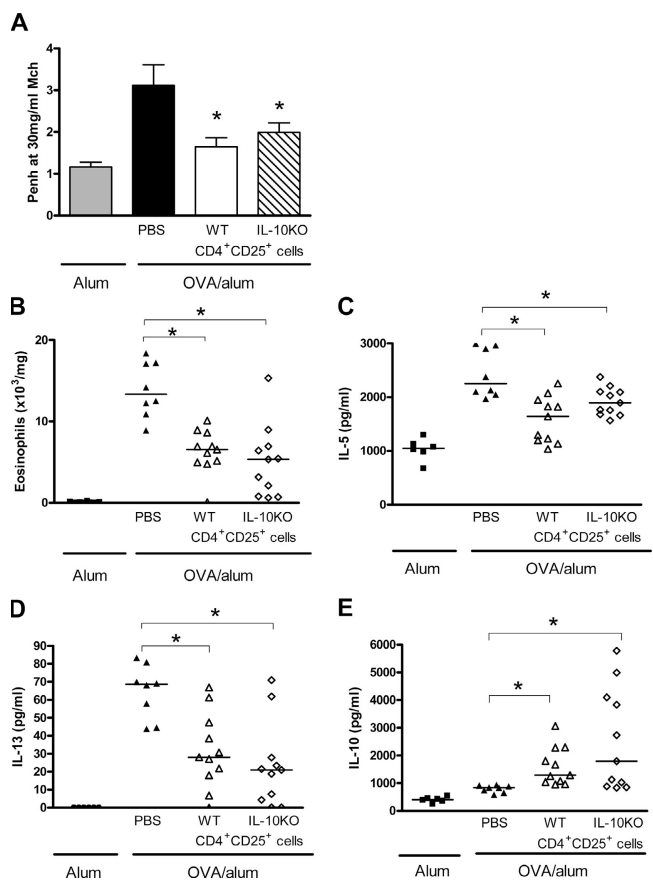 A
Penh at 30mg/ml Mch
4
3
2
1
0
*
*
PBS WT IL-10KO
CD4⁺CD25⁺ cells
Alum OVA/alum
B
Eosinophils (x10³/mg)
20
10
0
*
*
PBS WT IL-10KO
CD4⁺CD25⁺ cells
Alum OVA/alum
C
IL-5 (pg/ml)
3000
2000
1000
0
*
*
PBS WT IL-10KO
CD4⁺CD25⁺ cells
Alum OVA/alum
D
IL-13 (pg/ml)
90
80
70
60
50
40
30
20
10
0
*
*
PBS WT IL-10KO
CD4⁺CD25⁺ cells
Alum OVA/alum
E
IL-10 (pg/ml)
6000
5000
4000
3000
2000
1000
0
*
*
PBS WT IL-10KO
CD4⁺CD25⁺ cells
Alum OVA/alum